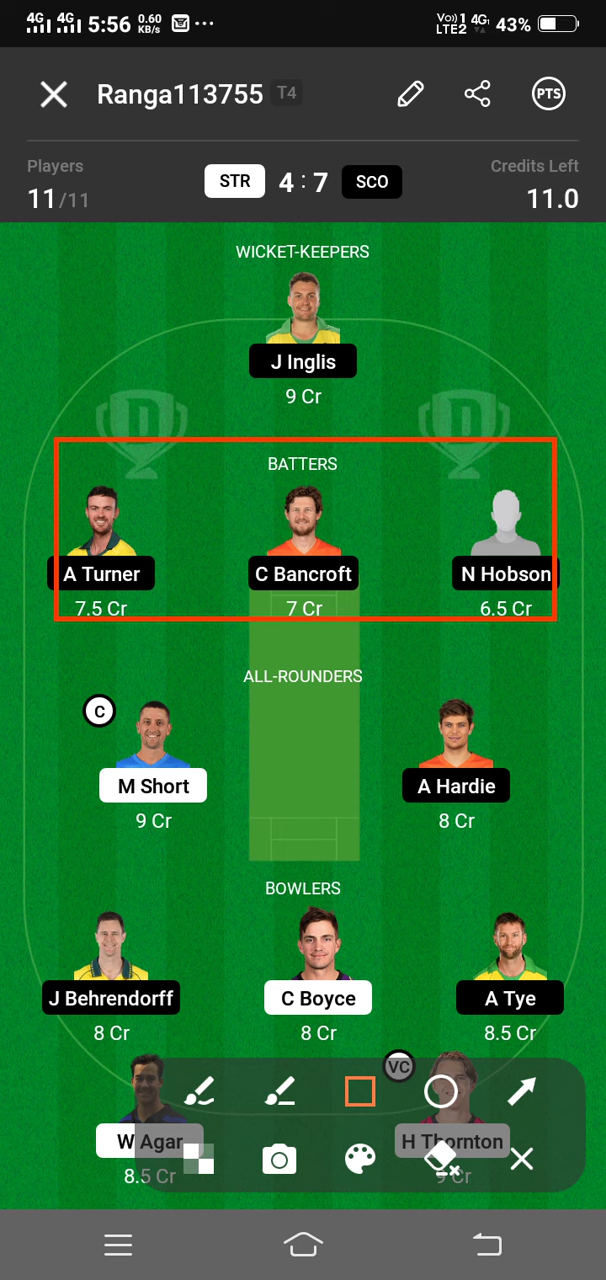 4G 4G 5:56 0.60 KB/s ... Vo) 1 LTE2 4G 43%
Ranga113755 T4 PTS
Players Credits Left
11/11 STR 4 : 7 SCO 11.0
WICKET-KEEPERS
J Inglis
9 Cr
BATTERS
A Turner C Bancroft N Hobson
7.5 Cr 7 Cr 6.5 Cr
ALL-ROUNDERS
C
M Short A Hardie
9 Cr 8 Cr
BOWLERS
J Behrendorff C Boyce A Tye
8 Cr 8 Cr 8.5 Cr
VC
W Agar H Thornton
8.5 Cr 9 Cr